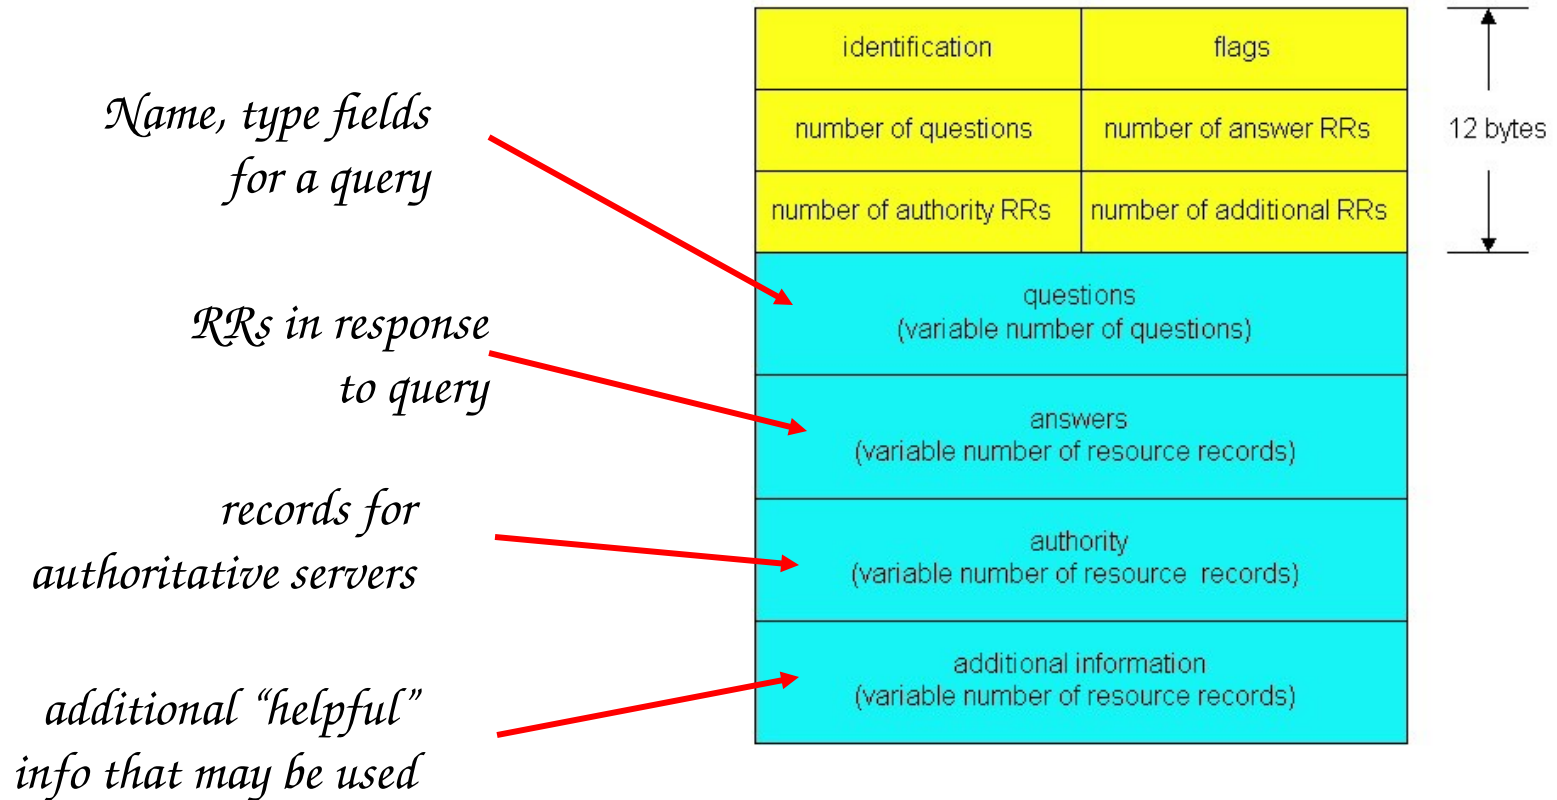 Name, type fields
for a query
RRs in response
to query
records for
authoritative servers
additional “helpful”
info that may be used
identification
flags
number of questions
number of answer RRs
number of authority RRs
number of additional RRs
12 bytes
questions
(variable number of questions)
answers
(variable number of resource records)
authority
(variable number of resource records)
additional information
(variable number of resource records)